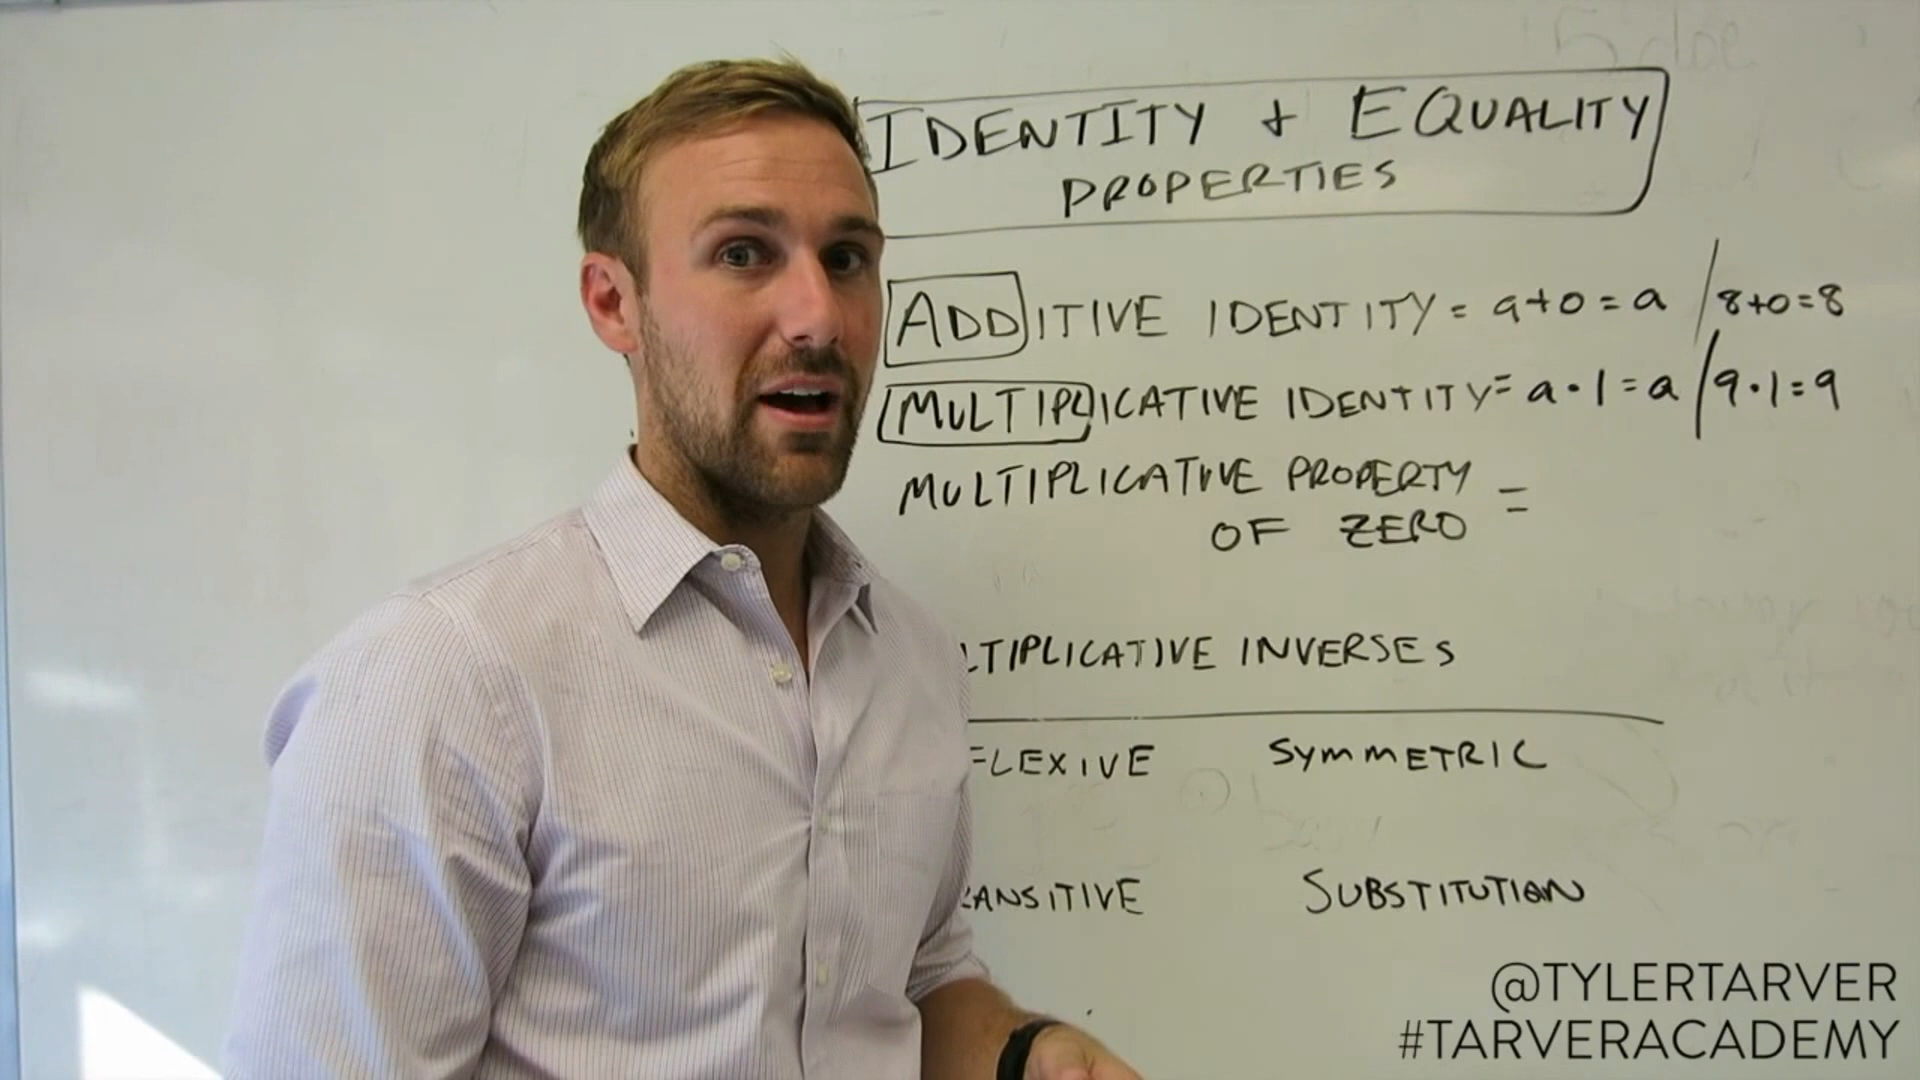 IDENTITY + EQUALITY
PROPERTIES
ADDITIVE IDENTITY = a+0=a / 8+0=8
MULTIPLICATIVE IDENTITY = a·1=a / 9·1=9
MULTIPLICATIVE PROPERTY
OF ZERO =
LTIPLICATIVE INVERSES
FLEXIVE SYMMETRIC
ANSITIVE SUBSTITUTION
@TYLERTARVER
#TARVERACADEMY